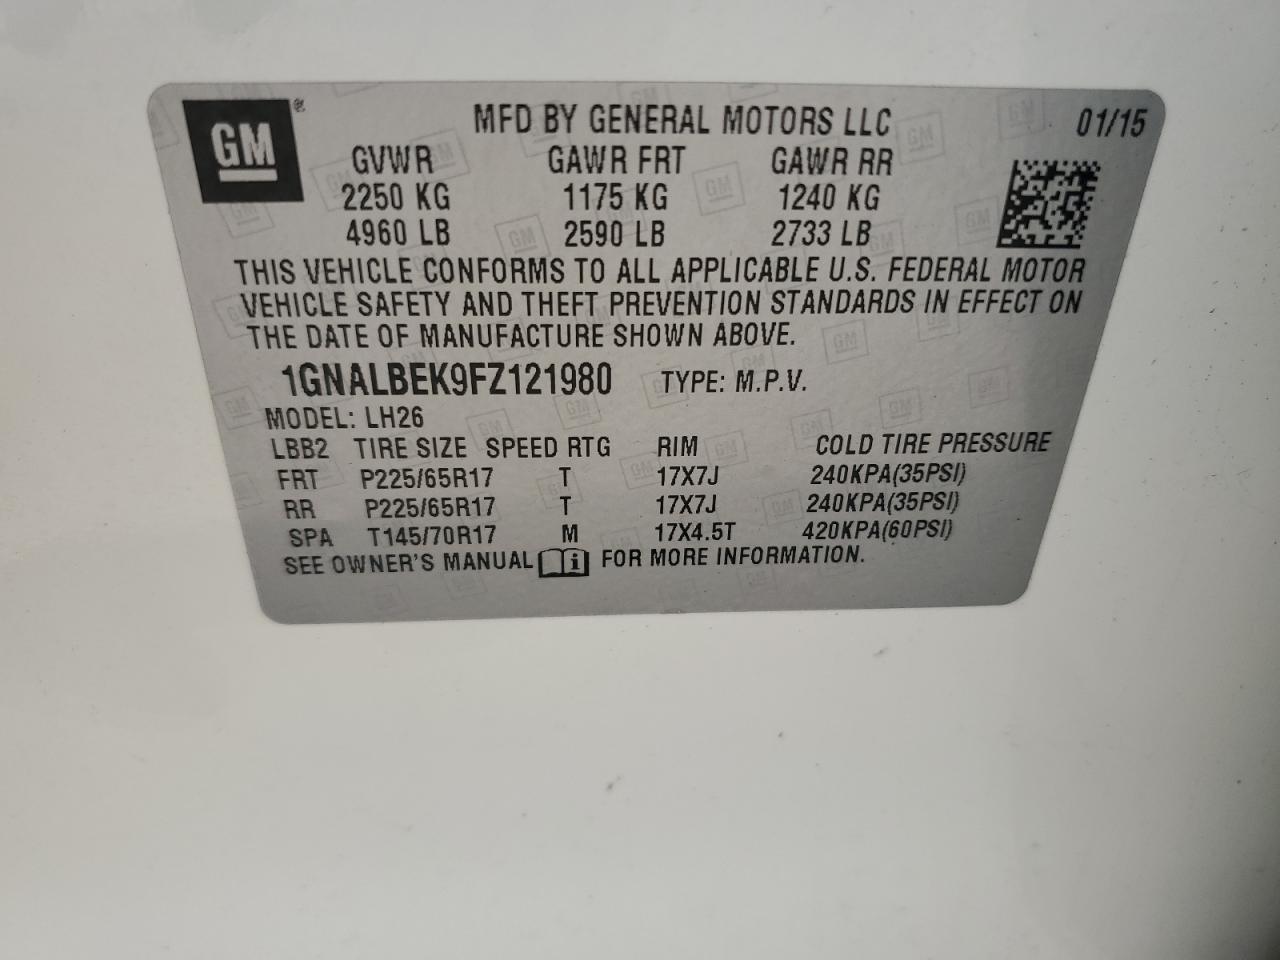 GM ®
MFD BY GENERAL MOTORS LLC 01/15
GVWR GAWR FRT GAWR RR
2250 KG 1175 KG 1240 KG
4960 LB 2590 LB 2733 LB
THIS VEHICLE CONFORMS TO ALL APPLICABLE U.S. FEDERAL MOTOR
VEHICLE SAFETY AND THEFT PREVENTION STANDARDS IN EFFECT ON
THE DATE OF MANUFACTURE SHOWN ABOVE.
1GNALBEK9FZ121980 TYPE: M.P.V.
MODEL: LH26
LBB2 TIRE SIZE SPEED RTG RIM COLD TIRE PRESSURE
FRT P225/65R17 T 17X7J 240KPA(35PSI)
RR P225/65R17 T 17X7J 240KPA(35PSI)
SPA T145/70R17 M 17X4.5T 420KPA(60PSI)
SEE OWNER'S MANUAL i FOR MORE INFORMATION.